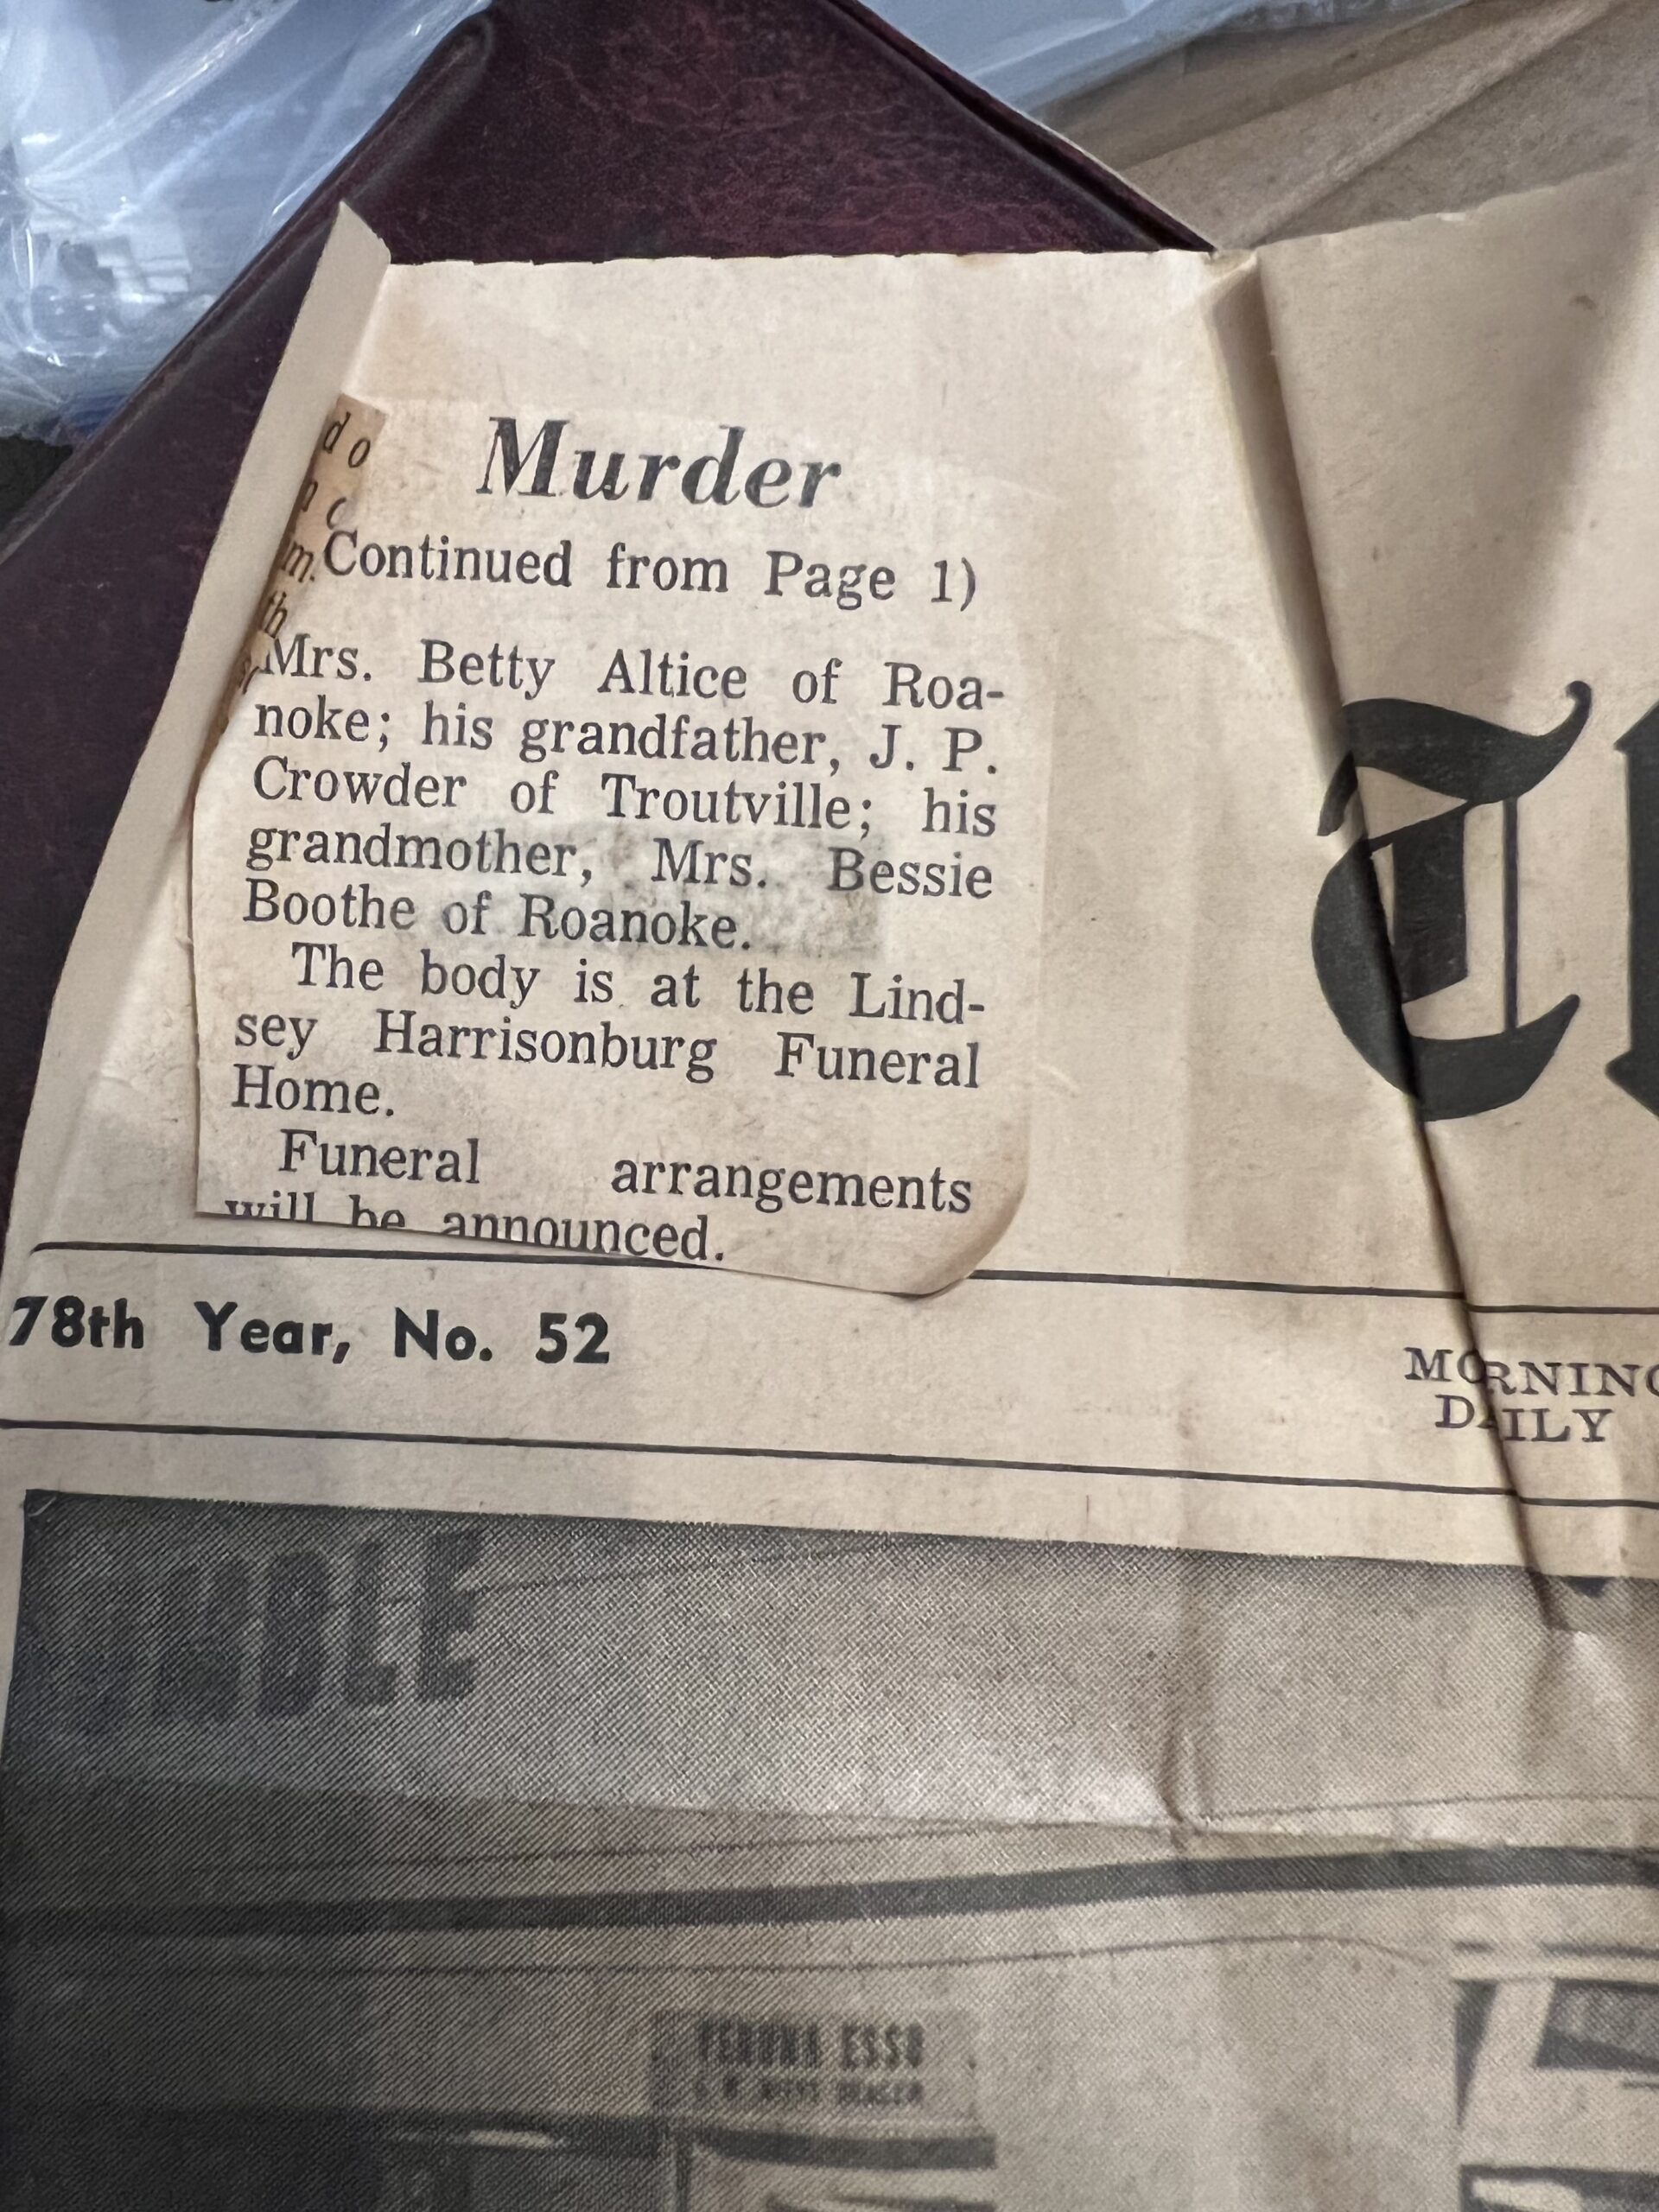 Murder
Continued from Page 1)
Mrs. Betty Altice of Roa-
noke; his grandfather, J. P.
Crowder of Troutville; his
grandmother, Mrs. Bessie
Boothe of Roanoke.
The body is at the Lind-
sey Harrisonburg Funeral
Home.
Funeral arrangements
will be announced.
78th Year, No. 52
MORNING
DAILY
ESSO